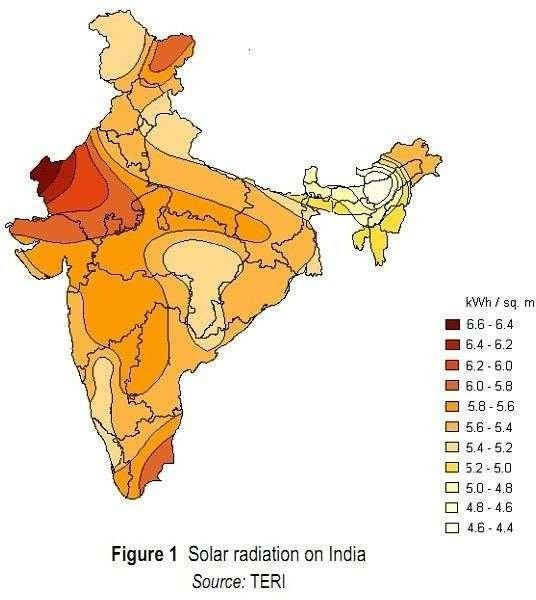 kWh / sq. m
6.6 - 6.4
6.4 - 6.2
6.2 - 6.0
6.0 - 5.8
5.8 - 5.6
5.6 - 5.4
5.4 - 5.2
5.2 - 5.0
5.0 - 4.8
4.8 - 4.6
4.6 - 4.4
Figure 1 Solar radiation on India
Source: TERI